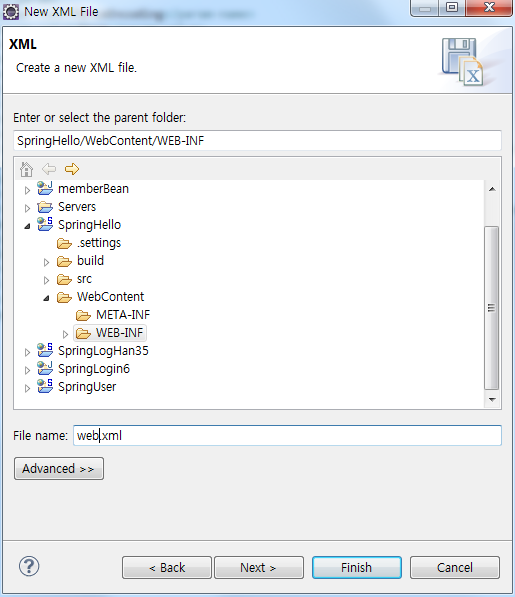 New XML File
XML
Create a new XML file.
Enter or select the parent folder:
SpringHello/WebContent/WEB-INF
memberBean
Servers
SpringHello
.settings
build
src
WebContent
META-INF
WEB-INF
SpringLogHan35
SpringLogin6
SpringUser
File name: web.xml
Advanced >>
< Back Next > Finish Cancel